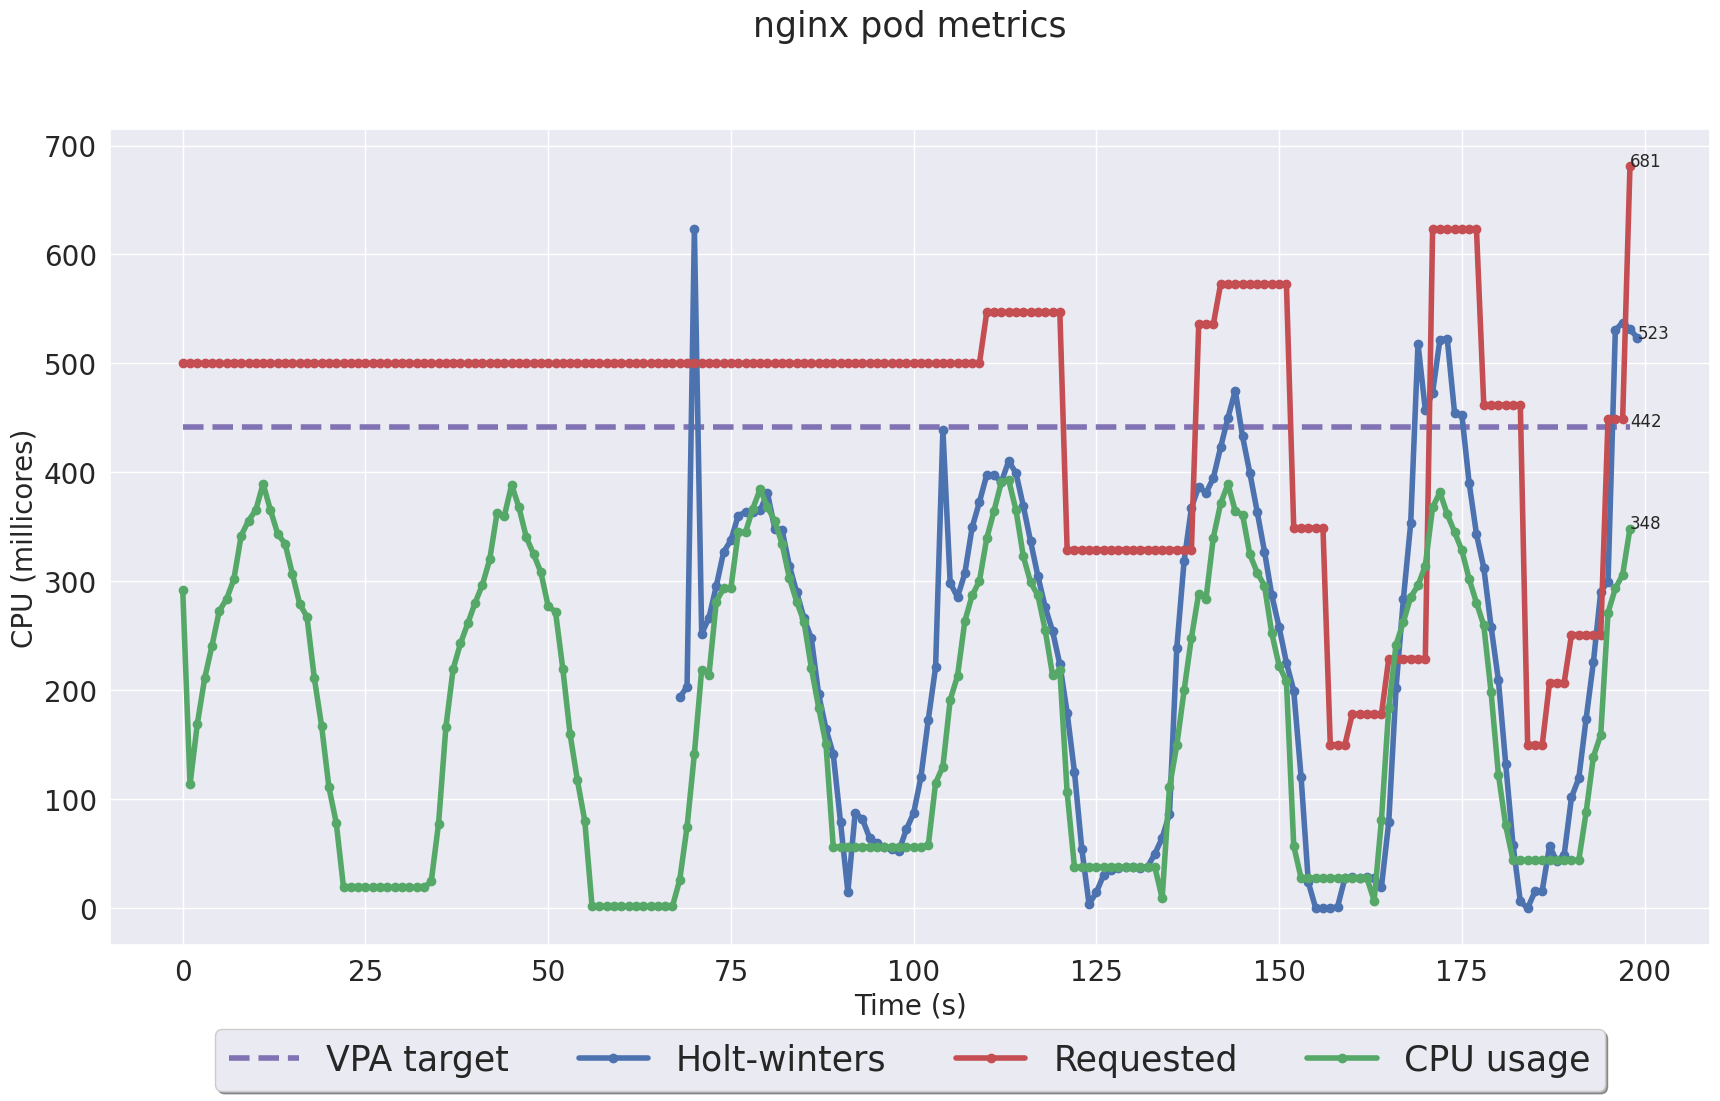 nginx pod metrics
CPU (millicores)
700
600
500
400
300
200
100
0
681
523
442
348
0 25 50 75 100 125 150 175 200
Time (s)
VPA target Holt-winters Requested CPU usage